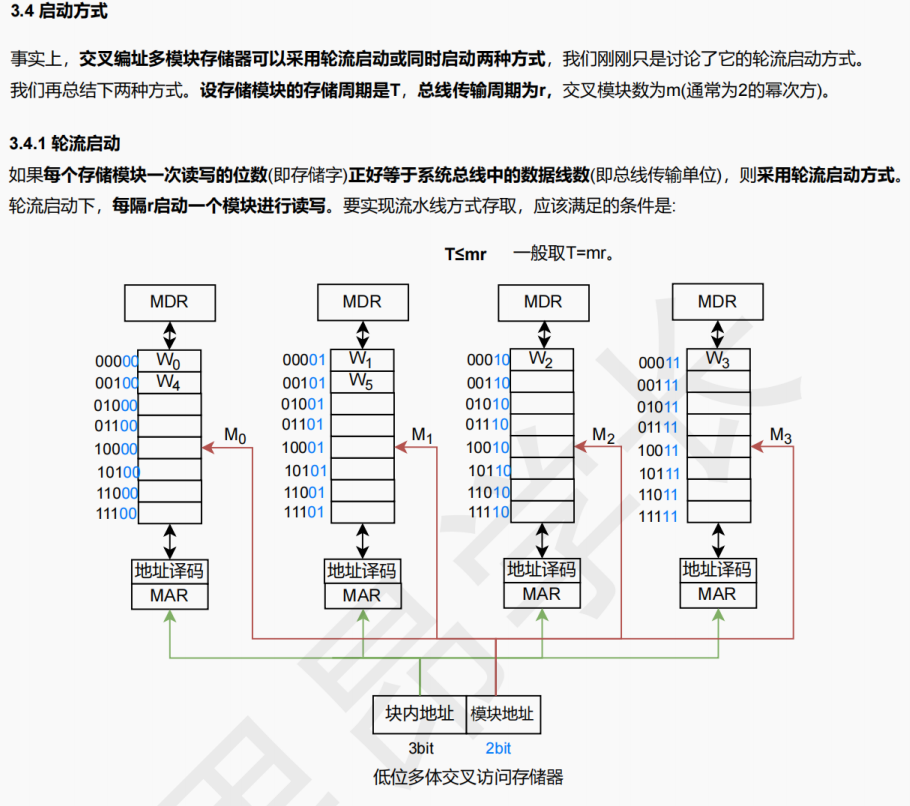 3.4 启动方式
事实上，交叉编址多模块存储器可以采用轮流启动或同时启动两种方式，我们刚刚只是讨论了它的轮流启动方式。
我们再总结下两种方式。设存储模块的存储周期是T，总线传输周期为r，交叉模块数为m(通常为2的幂次方)。
3.4.1 轮流启动
如果每个存储模块一次读写的位数(即存储字)正好等于系统总线中的数据线数(即总线传输单位)，则采用轮流启动方式。
轮流启动下，每隔r启动一个模块进行读写。要实现流水线方式存取，应该满足的条件是:
T≤mr 一般取T=mr。
MDR MDR MDR MDR
00000 W0 00001 W1 00010 W2 00011 W3
00100 W4 00101 W5 00110 00111
01000 01001 01010 01011
01100 01101 01110 01111
M0 M1 M2 M3
10000 10001 10010 10011
10100 10101 10110 10111
11000 11001 11010 11011
11100 11101 11110 11111
地址译码 地址译码 地址译码 地址译码
MAR MAR MAR MAR
块内地址 模块地址
3bit 2bit
低位多体交叉访问存储器